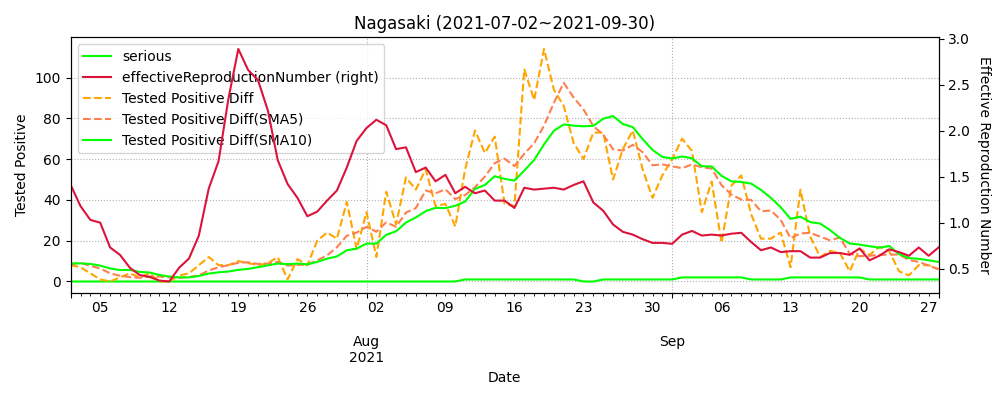 Nagasaki (2021-07-02~2021-09-30)
serious
effectiveReproductionNumber (right)
Tested Positive Diff
Tested Positive Diff(SMA5)
Tested Positive Diff(SMA10)
Tested Positive
0
20
40
60
80
100
Effective Reproduction Number
0.5
1.0
1.5
2.0
2.5
3.0
05 12 19 26 02 09 16 23 30 06 13 20 27
Aug Sep
2021
Date